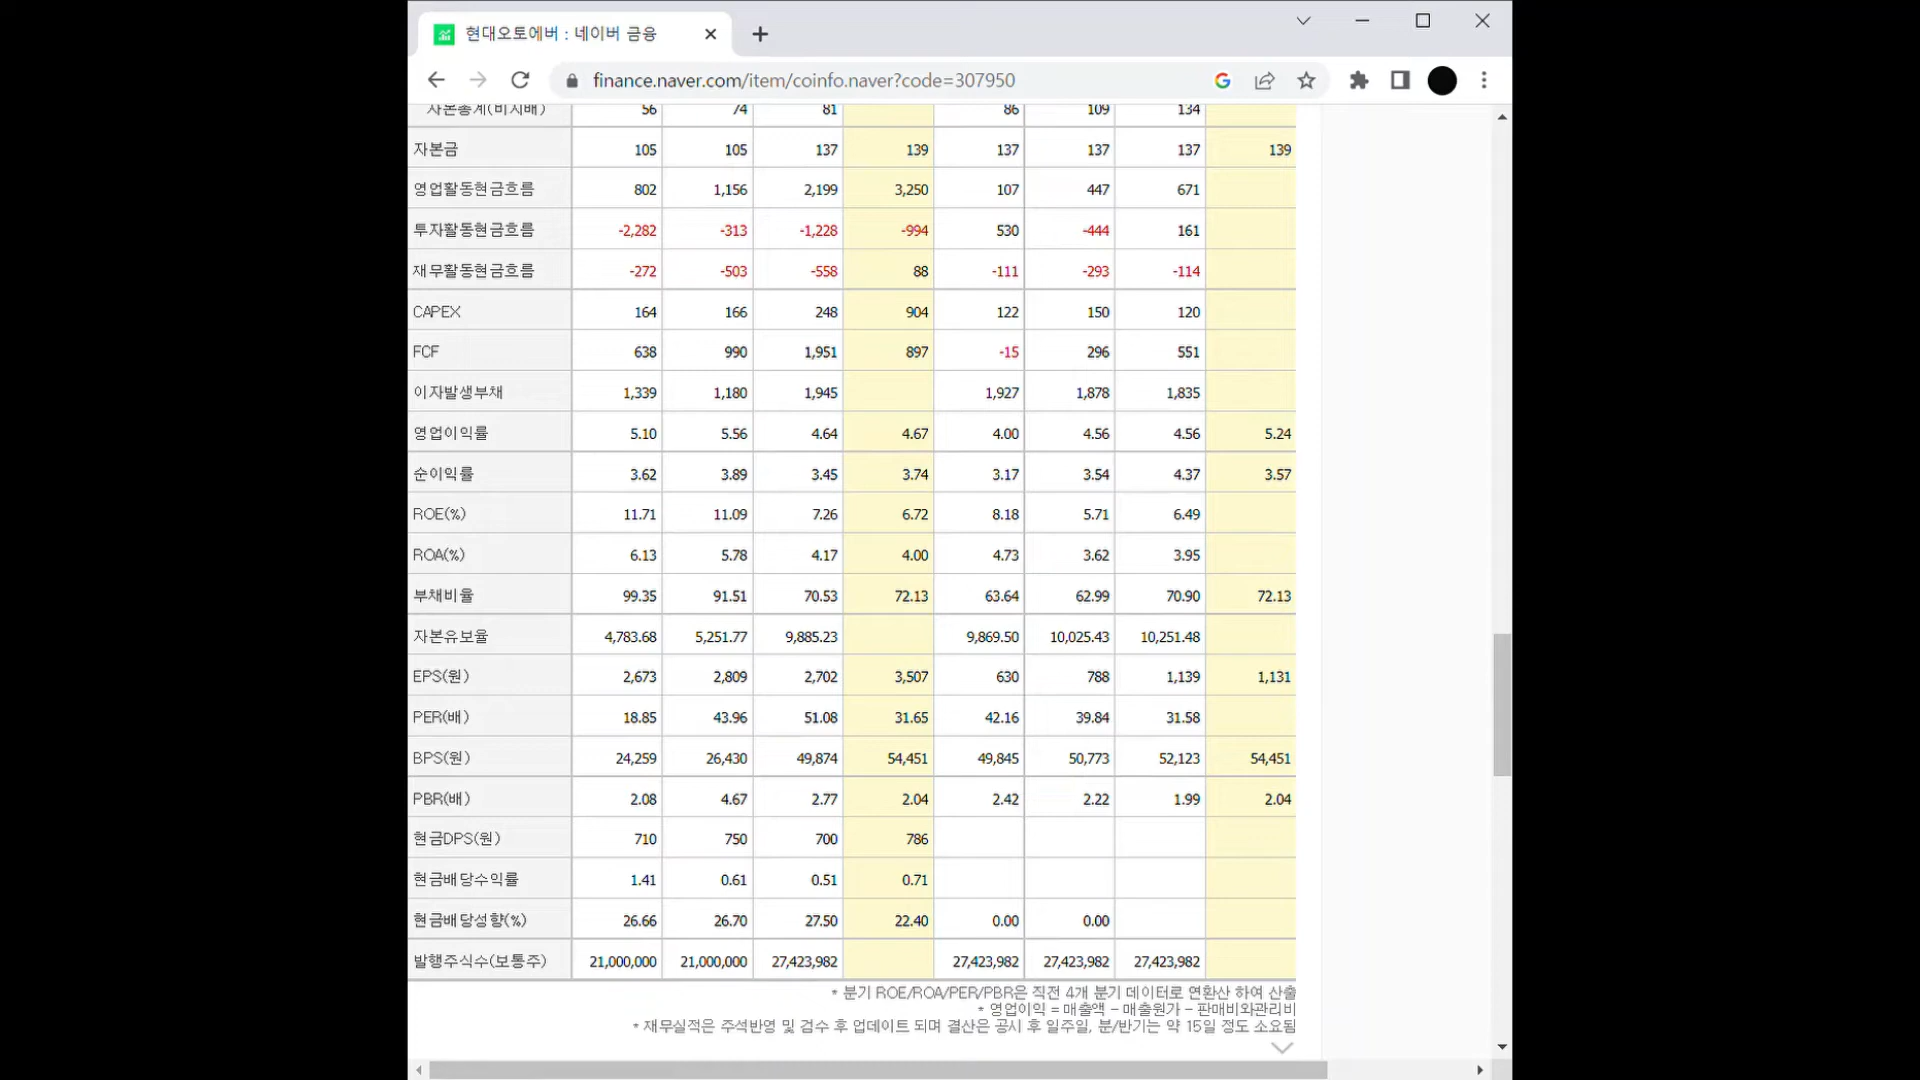 현대오토에버 : 네이버 금융
finance.naver.com/item/coinfo.naver?code=307950
자본총계(비지배) 56 74 81 86 109 134
자본금 105 105 137 139 137 137 137 139
영업활동현금흐름 802 1,156 2,199 3,250 107 447 671
투자활동현금흐름 -2,282 -313 -1,228 -994 530 -444 161
재무활동현금흐름 -272 -503 -558 88 -111 -293 -114
CAPEX 164 166 248 904 122 150 120
FCF 638 990 1,951 897 -15 296 551
이자발생부채 1,339 1,180 1,945 1,927 1,878 1,835
영업이익률 5.10 5.56 4.64 4.67 4.00 4.56 4.56 5.24
순이익률 3.62 3.89 3.45 3.74 3.17 3.54 4.37 3.57
ROE(%) 11.71 11.09 7.26 6.72 8.18 5.71 6.49
ROA(%) 6.13 5.78 4.17 4.00 4.73 3.62 3.95
부채비율 99.35 91.51 70.53 72.13 63.64 62.99 70.90 72.13
자본유보율 4,783.68 5,251.77 9,885.23 9,869.50 10,025.43 10,251.48
EPS(원) 2,673 2,809 2,702 3,507 630 788 1,139 1,131
PER(배) 18.85 43.96 51.08 31.65 42.16 39.84 31.58
BPS(원) 24,259 26,430 49,874 54,451 49,845 50,773 52,123 54,451
PBR(배) 2.08 4.67 2.77 2.04 2.42 2.22 1.99 2.04
현금DPS(원) 710 750 700 786
현금배당수익률 1.41 0.61 0.51 0.71
현금배당성향(%) 26.66 26.70 27.50 22.40 0.00 0.00
발행주식수(보통주) 21,000,000 21,000,000 27,423,982 27,423,982 27,423,982 27,423,982
* 분기 ROE/ROA/PER/PBR은 직전 4개 분기 데이터로 연환산 하여 산출
* 영업이익 = 매출액 - 매출원가 - 판매비와관리비
* 재무실적은 주석반영 및 검수 후 업데이트 되며 결산은 공시 후 일주일, 분/반기는 약 15일 정도 소요됨